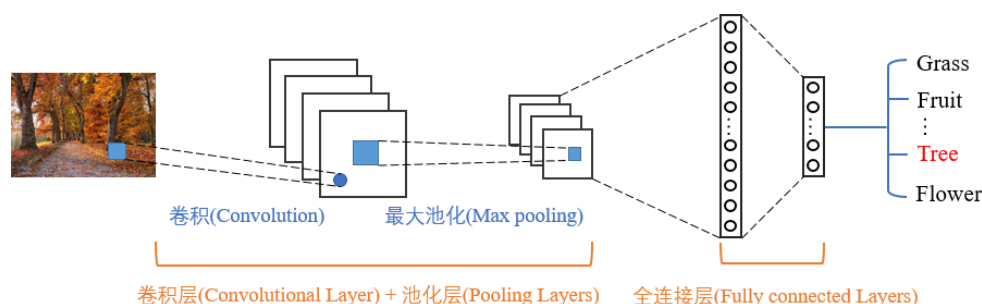 Grass
Fruit
⋮
Tree
Flower
卷积(Convolution)
最大池化(Max pooling)
卷积层(Convolutional Layer) + 池化层(Pooling Layers)
全连接层(Fully connected Layers)